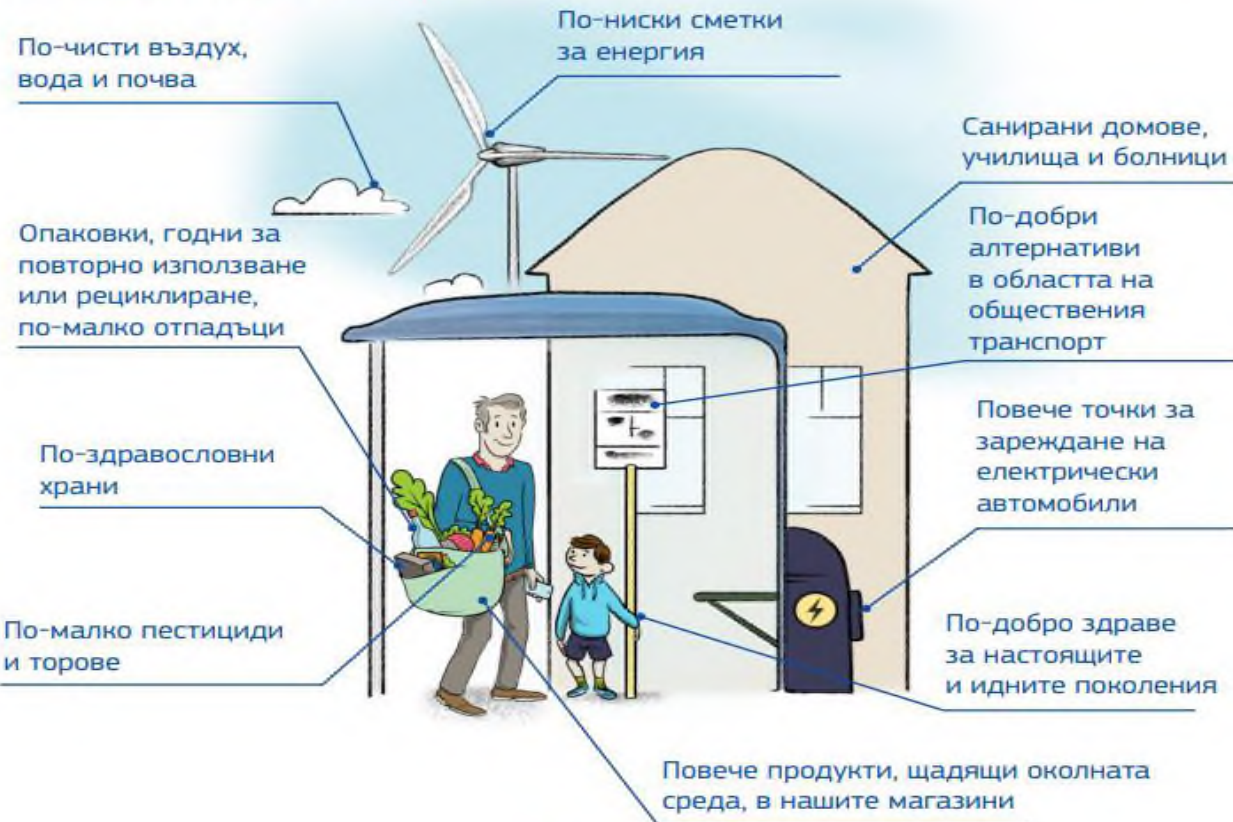 По-чисти въздух,
вода и почва
По-ниски сметки
за енергия
Санирани домове,
училища и болници
Опаковки, годни за
повторно използване
или рециклиране,
по-малко отпадъци
По-добри
алтернативи
в областта на
обществения
транспорт
По-здравословни
храни
Повече точки за
зареждане на
електрически
автомобили
По-малко пестициди
и торове
По-добро здраве
за настоящите
и идните поколения
Повече продукти, щадящи околната
среда, в нашите магазини